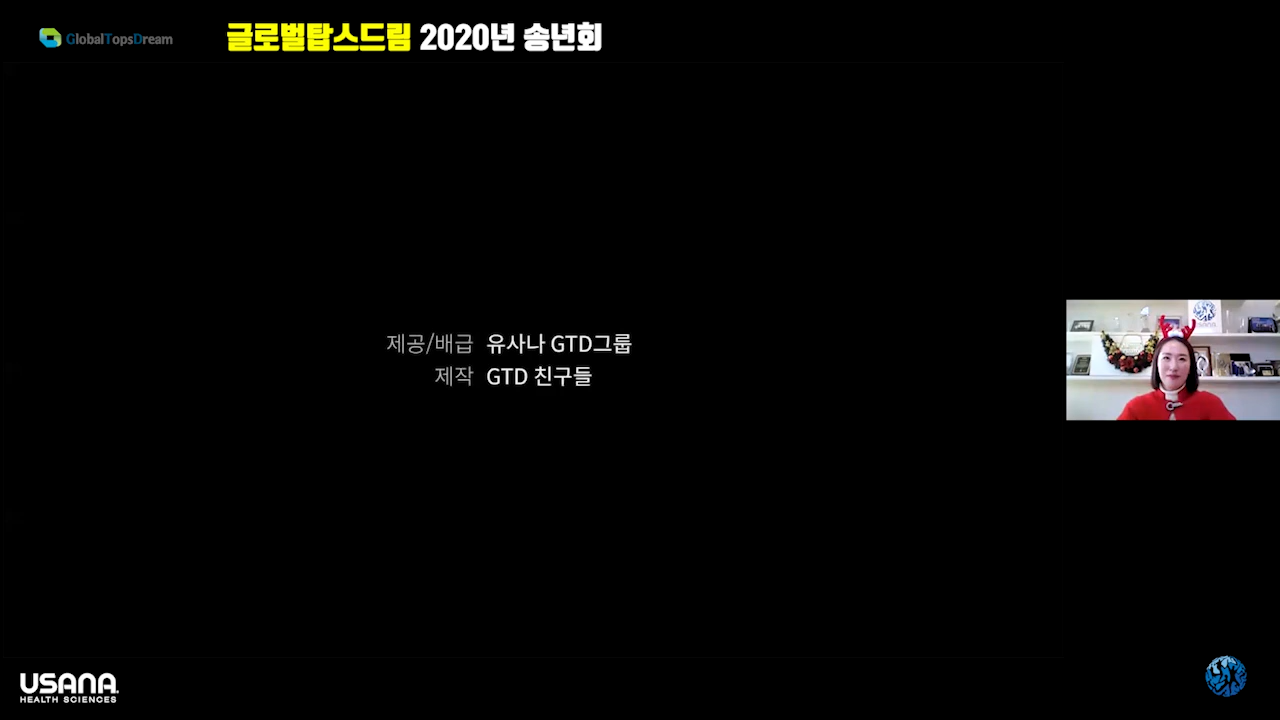 GlobalTopsDream
글로벌탑스드림 2020년 송년회
제공/배급 유사나 GTD그룹
제작 GTD 친구들
USANA
USANA
HEALTH SCIENCES